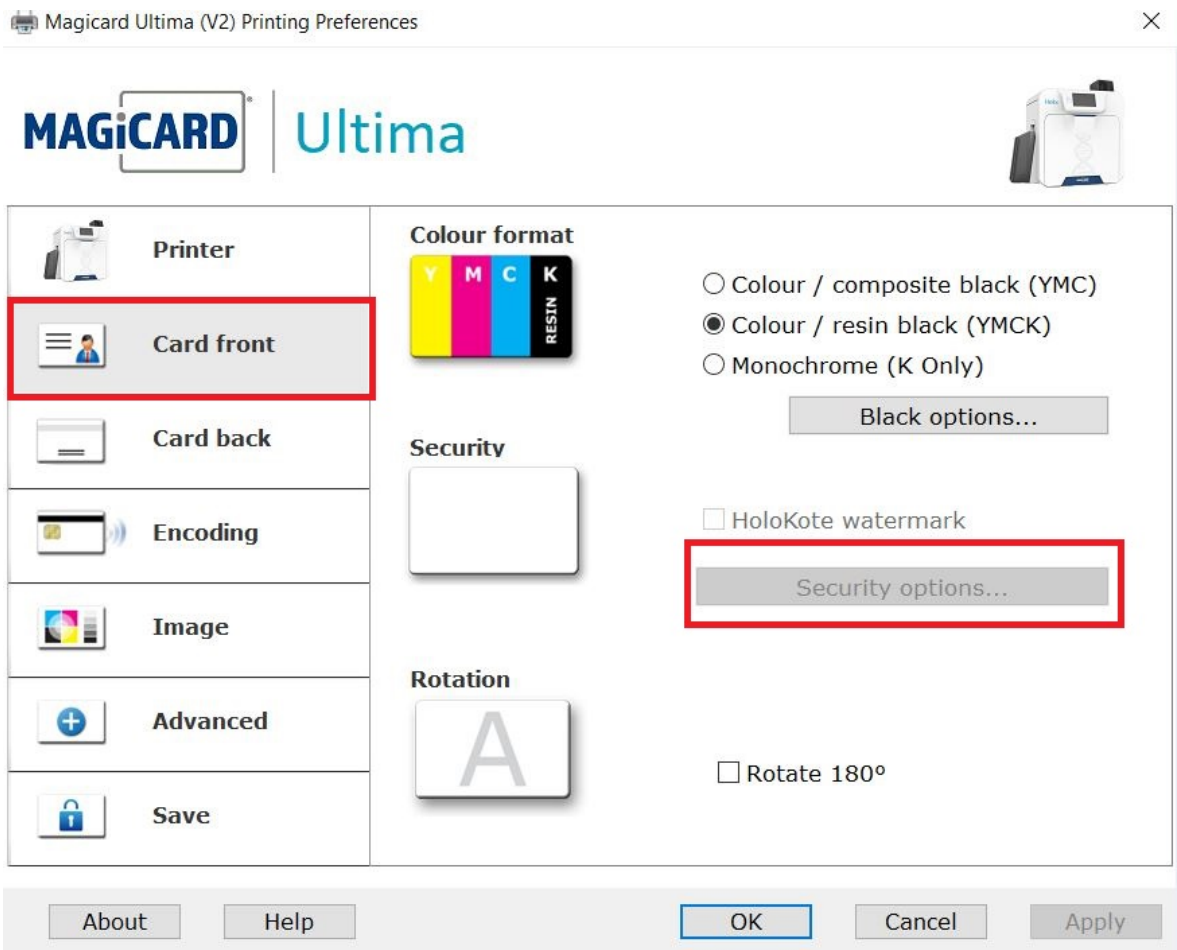 Magicard Ultima (V2) Printing Preferences
MAGiCARD Ultima
Printer
Card front
Card back
Encoding
Image
Advanced
Save
Colour format
Y M C K
RESIN
Colour / composite black (YMC)
Colour / resin black (YMCK)
Monochrome (K Only)
Black options...
Security
HoloKote watermark
Security options...
Rotation
A
Rotate 180º
About Help OK Cancel Apply